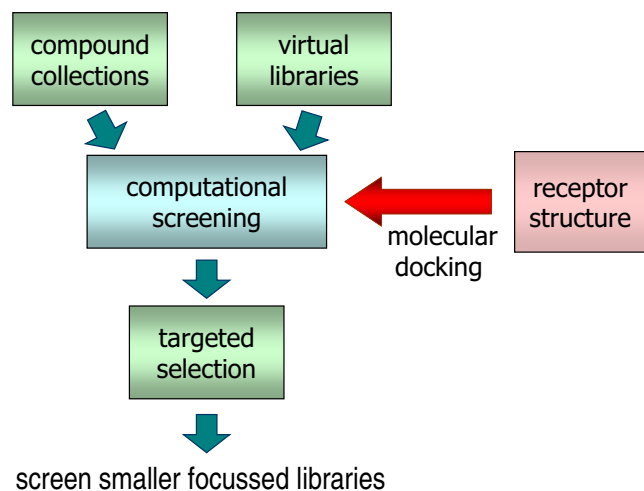 compound
collections
virtual
libraries
computational
screening
receptor
structure
molecular
docking
targeted
selection
screen smaller focussed libraries